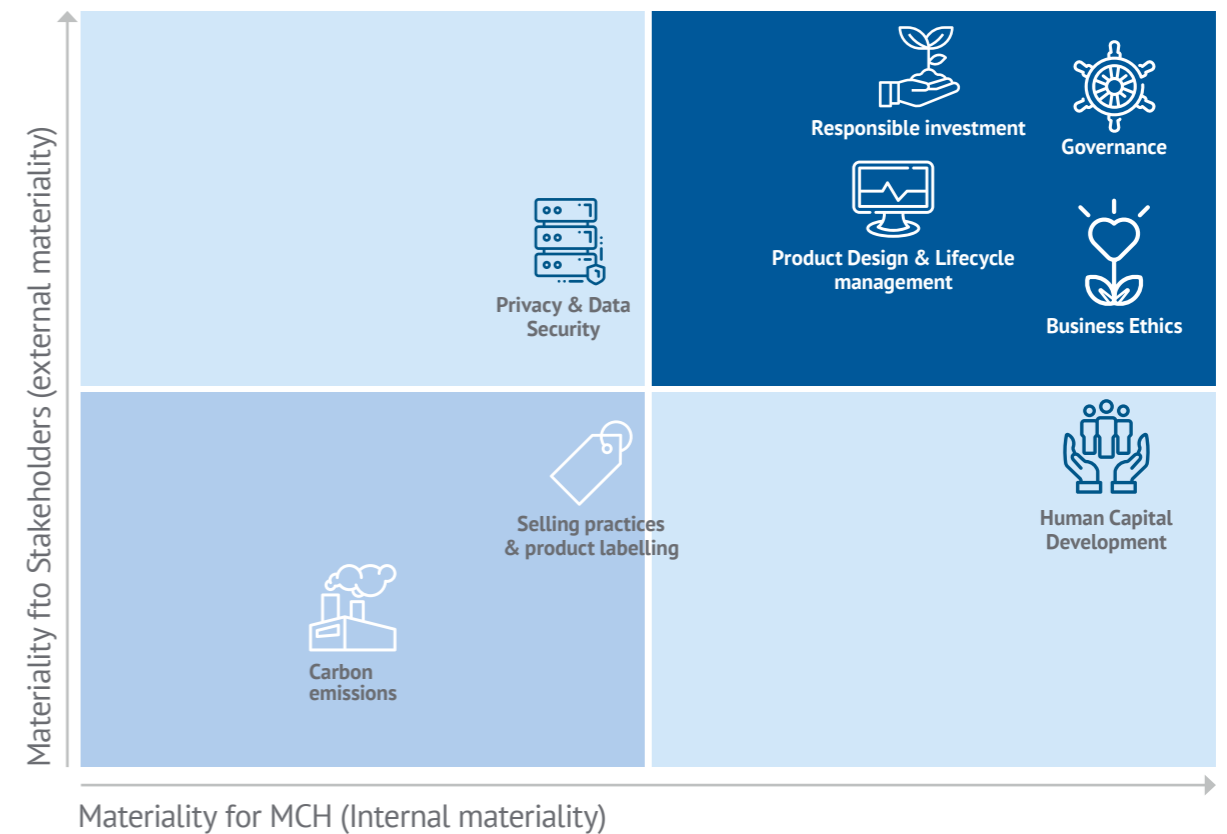 Materiality fto Stakeholders (external materiality)
Responsible investment
Governance
Product Design & Lifecycle
management
Privacy & Data
Security
Business Ethics
Selling practices
& product labelling
Human Capital
Development
Carbon
emissions
Materiality for MCH (Internal materiality)